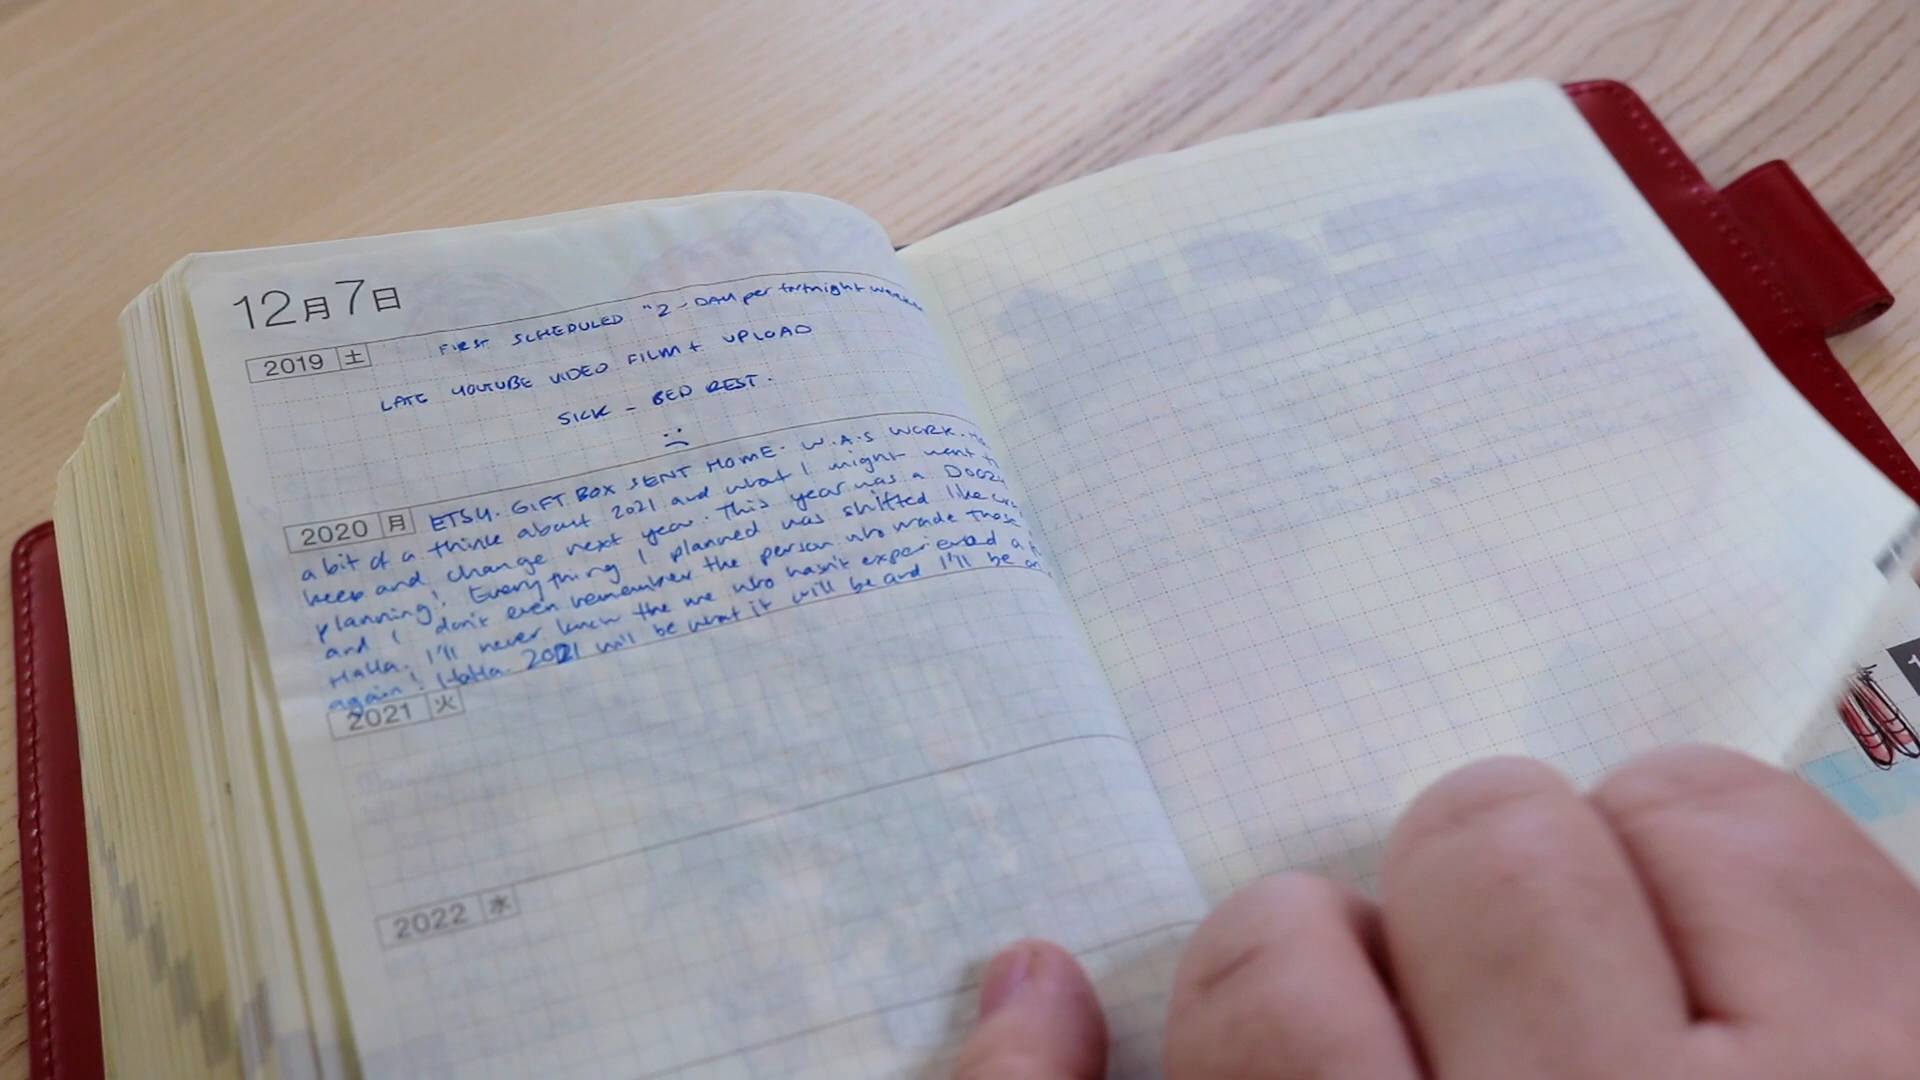 12月7日
2019 土
FIRST SCHEDULED "2-DAY per fortnight
LATE YOUTUBE VIDEO FILM + UPLOAD
SICK - BED REST.
:(
2020 月
ETSY. GIFT BOX SENT HOME. W.A.S WORK.
a bit of a think about 2021 and what I might want
keep and change next year. This year was a
planning! Everything I planned was shifted like
and I don't even remember the person who made those
HAHA. I'll never know the me who hasn't experienced a
again! HAHA. 2021 will be what it will be and I'll be
2021 火
2022 水